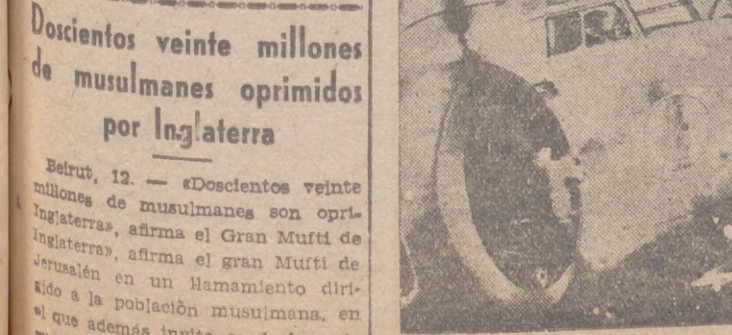 Doscientos veinte millones
de musulmanes oprimidos
por Inglaterra
Beirut, 12. — «Doscientos veinte
millones de musulmanes son opri-
Inglaterra», afirma el Gran Mufti de
Inglaterra», afirma el gran Mufti de
Jerusalén en un llamamiento diri-
gido a la población musulmana, en
el que además